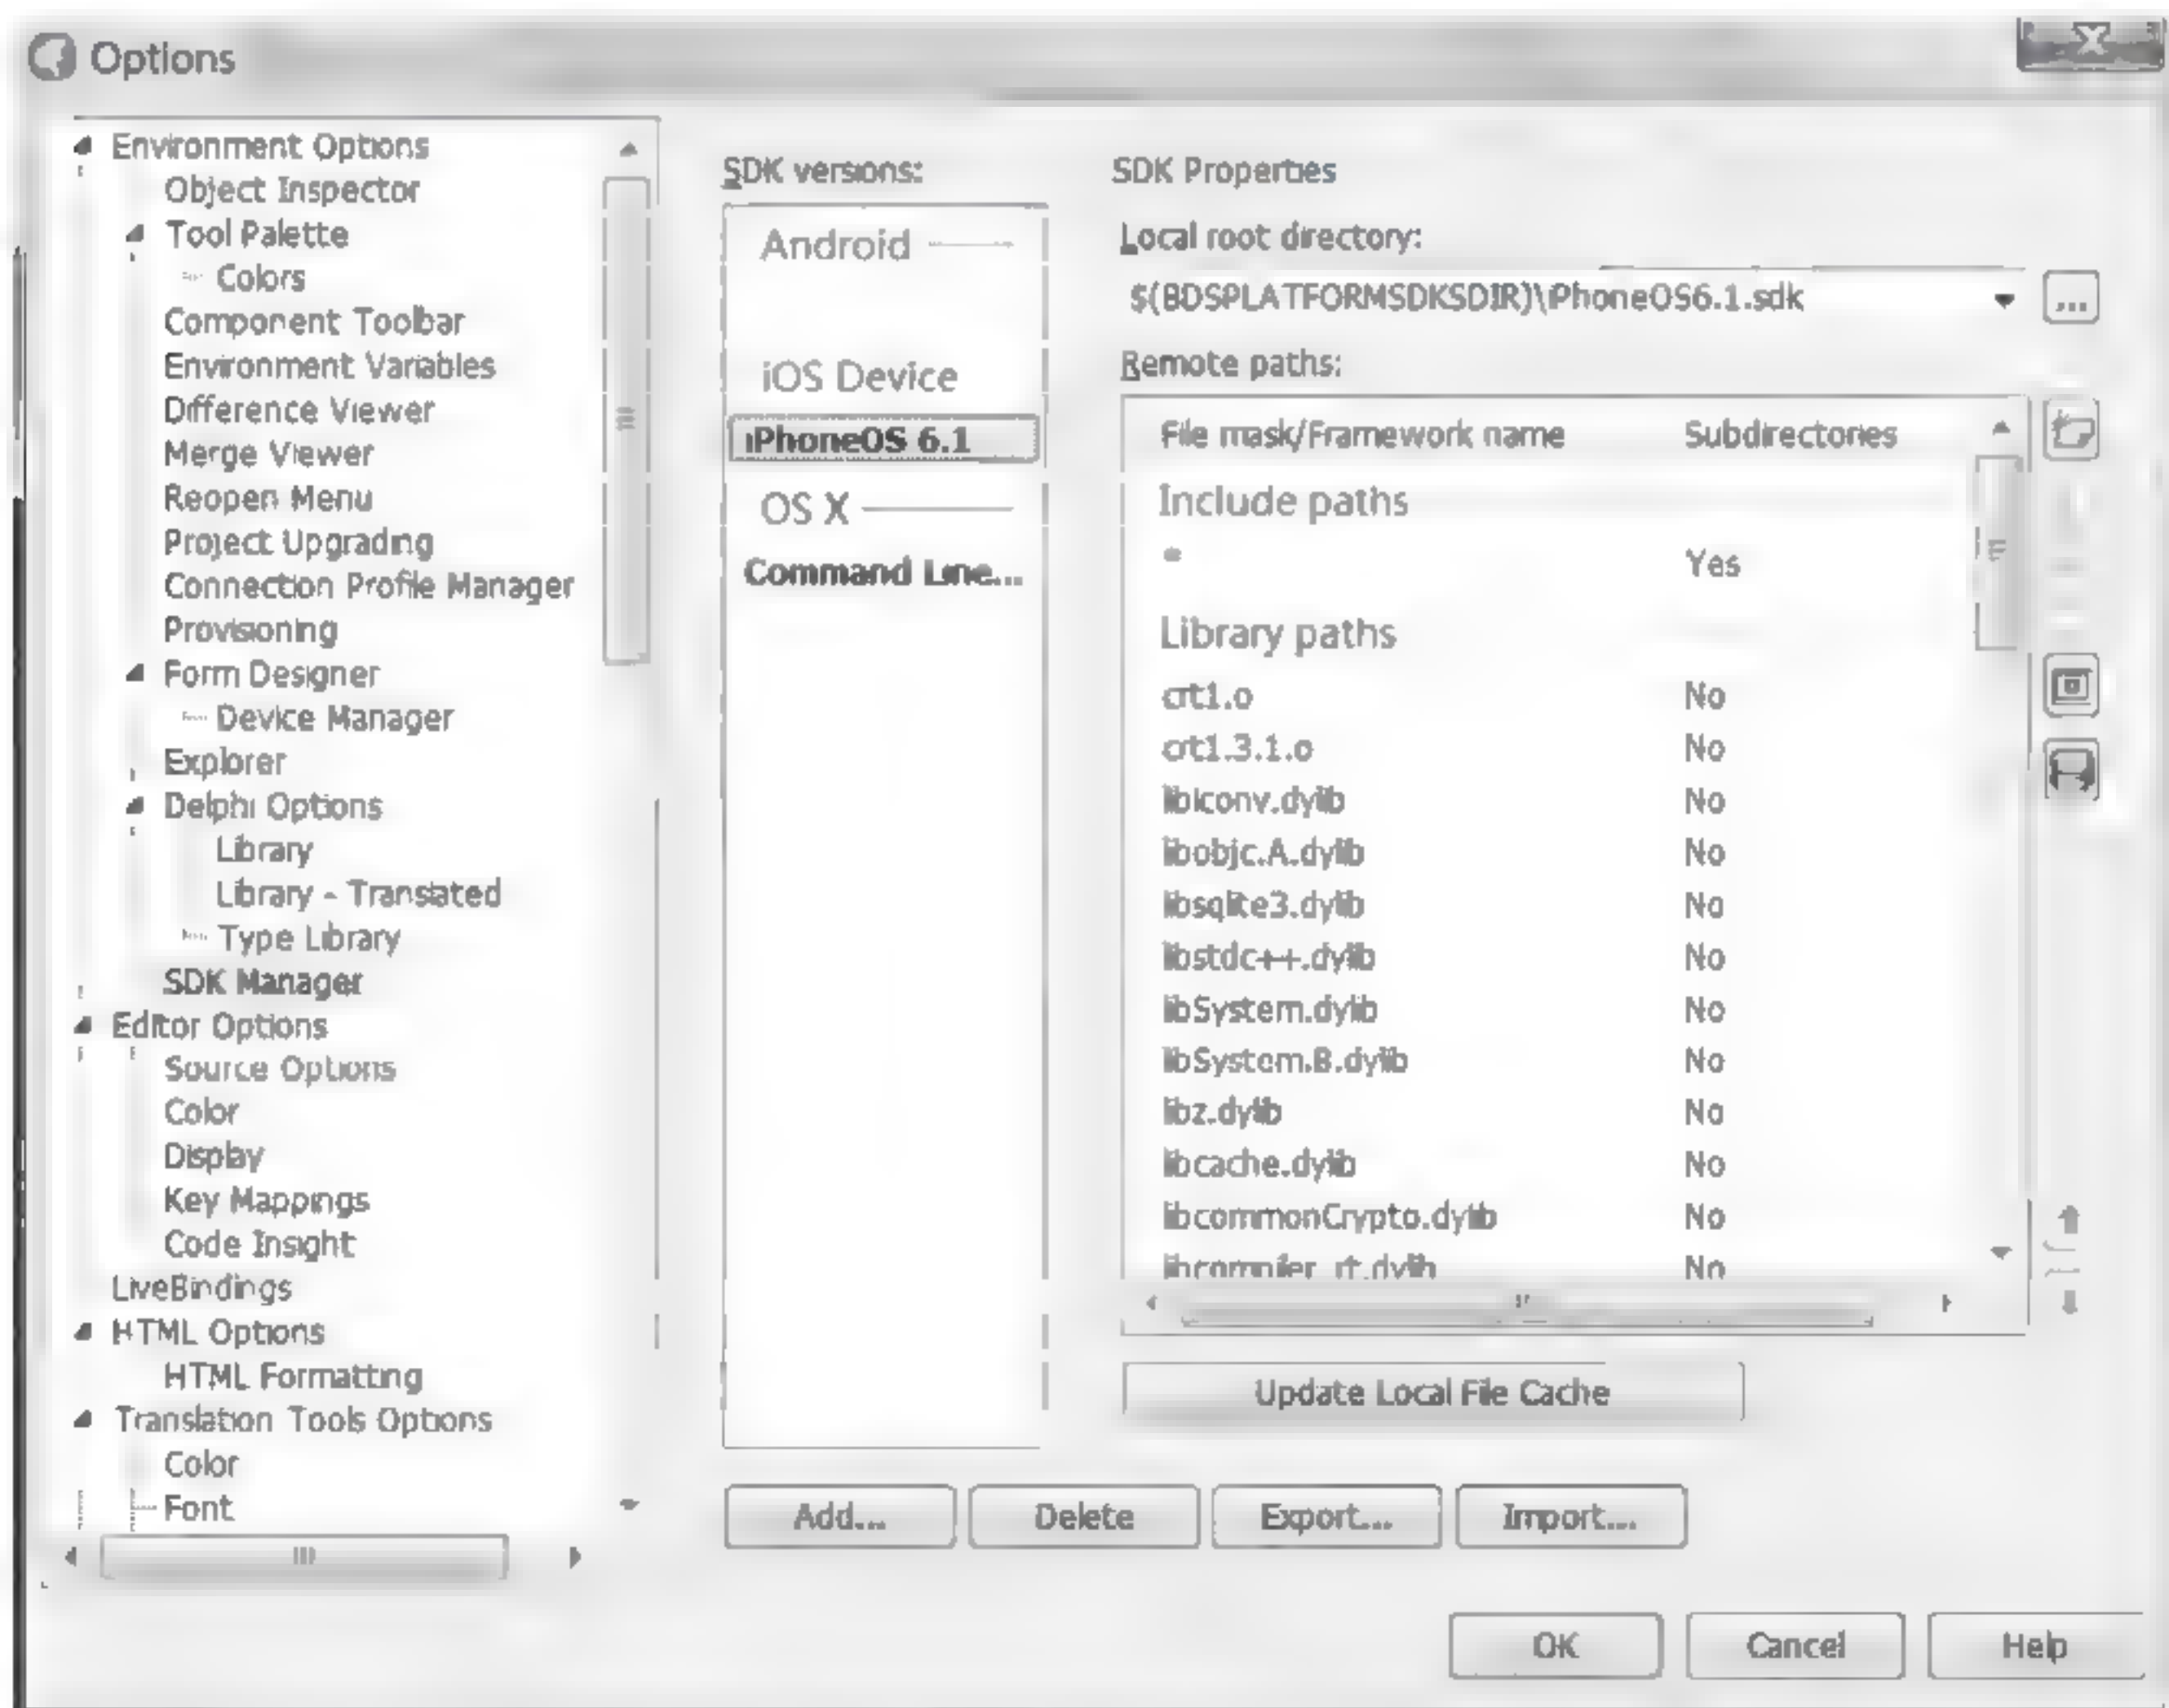 Options
Environment Options
Object Inspector
Tool Palette
Colors
Component Toolbar
Environment Variables
Difference Viewer
Merge Viewer
Reopen Menu
Project Upgrading
Connection Profile Manager
Provisioning
Form Designer
Device Manager
Explorer
Delphi Options
Library
Library - Translated
Type Library
SDK Manager
Editor Options
Source Options
Color
Display
Key Mappings
Code Insight
LiveBindings
HTML Options
HTML Formatting
Translation Tools Options
Color
Font
SDK versions:
Android
iOS Device
iPhoneOS 6.1
OS X
Command Line...
SDK Properties
Local root directory:
$(BDSPLATFORMSDKSDIR)\iPhoneOS6.1.sdk
...
Remote paths:
File mask/Framework name Subdirectories
Include paths
* Yes
Library paths
crt1.o No
crt1.3.1.o No
libiconv.dylib No
libobjc.A.dylib No
libsqlite3.dylib No
libstdc++.dylib No
libSystem.dylib No
libSystem.B.dylib No
libz.dylib No
libcache.dylib No
libcommonCrypto.dylib No
libcompiler_rt.dylib No
Update Local File Cache
Add... Delete Export... Import...
OK Cancel Help